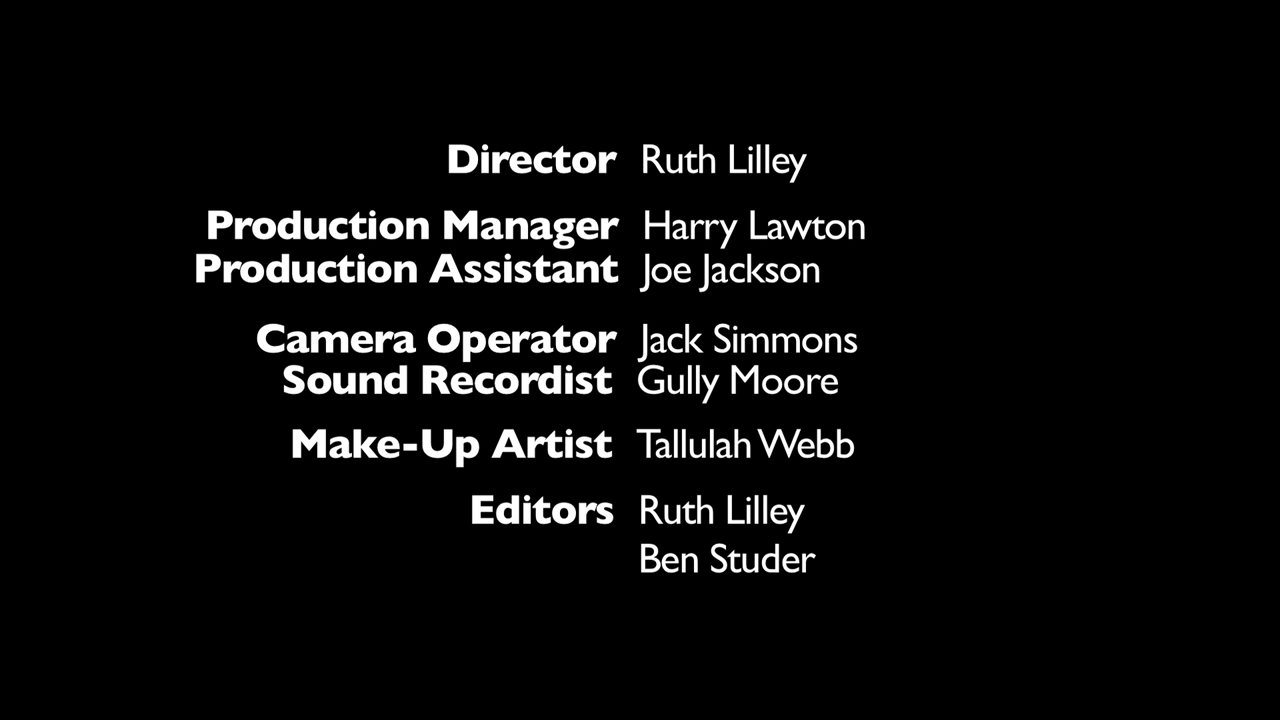 Director Ruth Lilley
Production Manager Harry Lawton
Production Assistant Joe Jackson
Camera Operator Jack Simmons
Sound Recordist Gully Moore
Make-Up Artist Tallulah Webb
Editors Ruth Lilley
Ben Studer